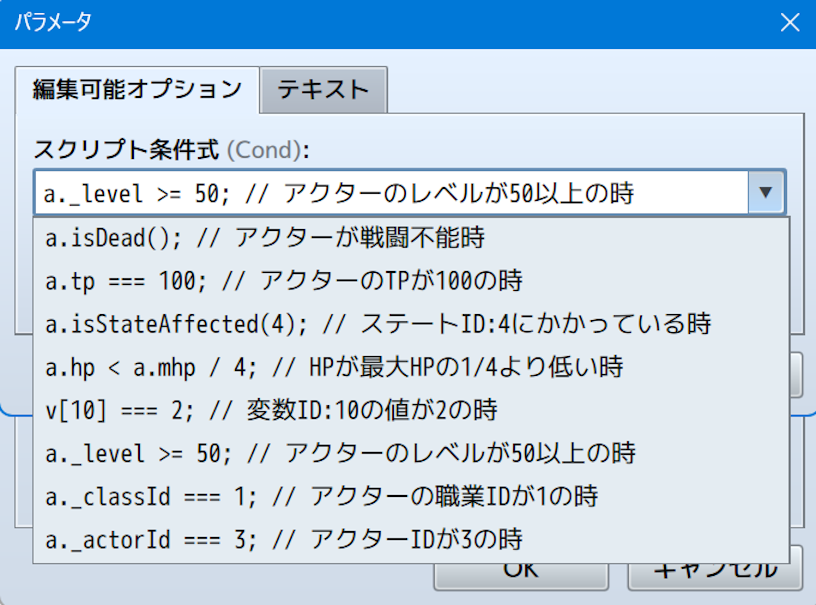 パラメータ
編集可能オプション
テキスト
スクリプト条件式 (Cond):
a._level >= 50; // アクターのレベルが50以上の時
a.isDead(); // アクターが戦闘不能時
a.tp === 100; // アクターのTPが100の時
a.isStateAffected(4); // ステートID:4にかかっている時
a.hp < a.mhp / 4; // HPが最大HPの1/4より低い時
v[10] === 2; // 変数ID:10の値が2の時
a._level >= 50; // アクターのレベルが50以上の時
a._classId === 1; // アクターの職業IDが1の時
a._actorId === 3; // アクターIDが3の時
OK
キャンセル